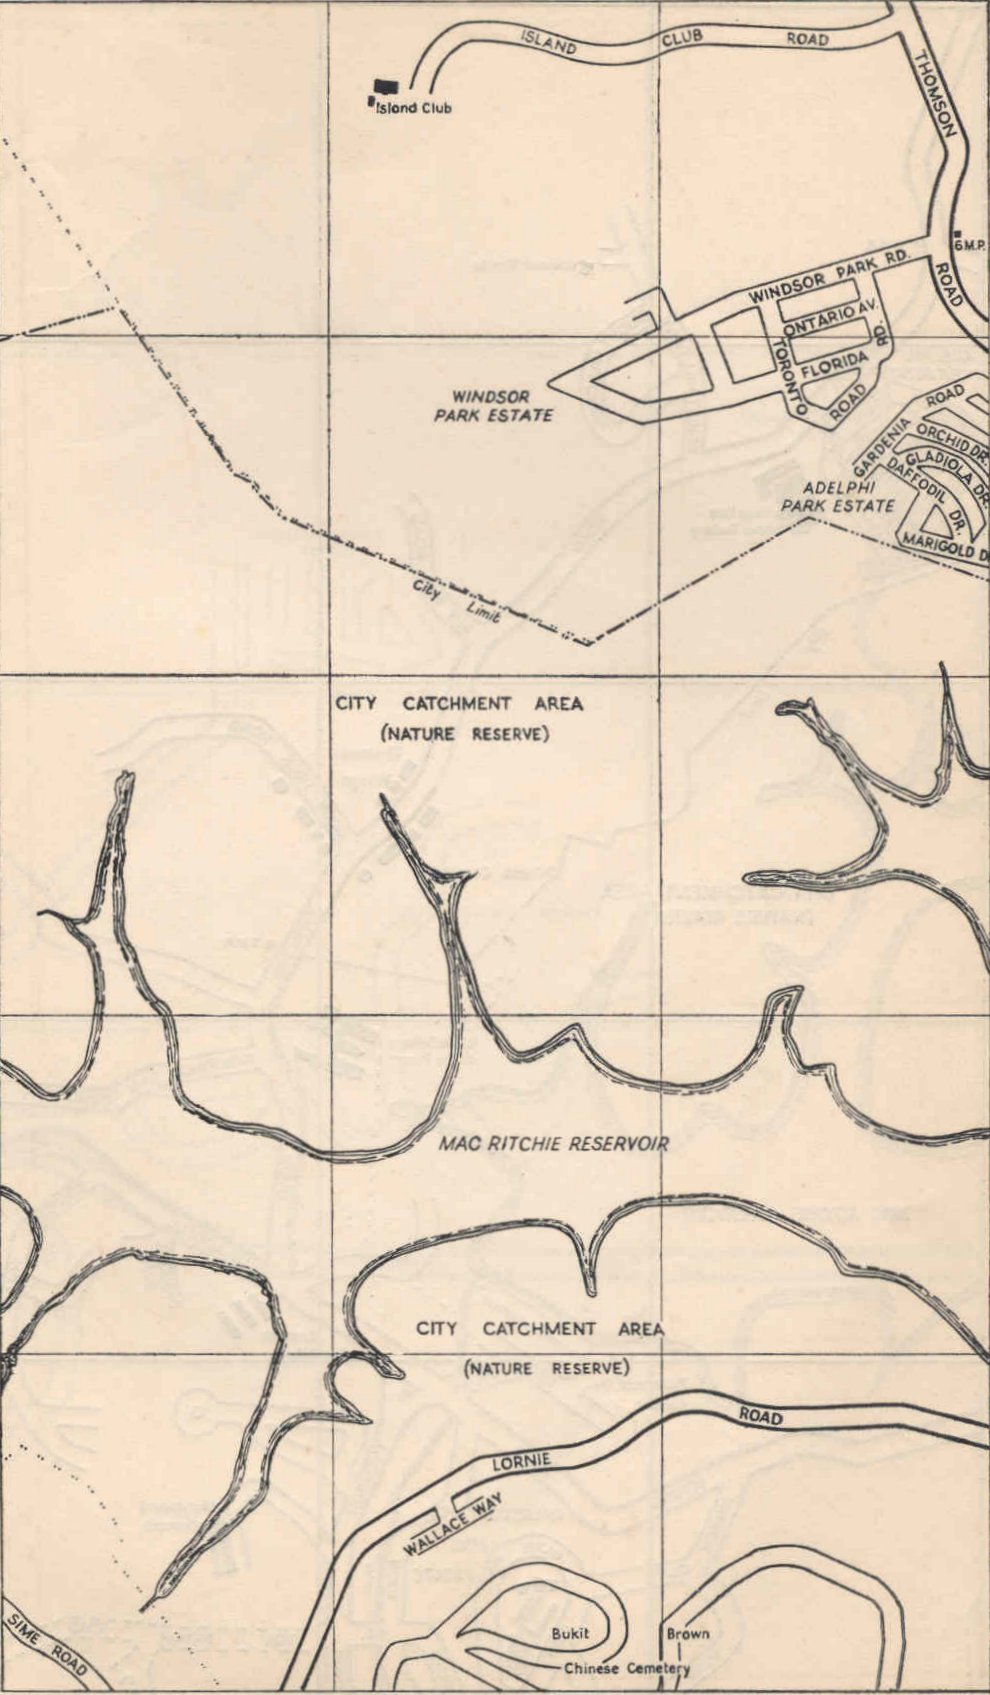 ISLAND CLUB ROAD
Island Club
THOMSON
ROAD
6 M.P.
WINDSOR PARK RD.
ONTARIO AV.
TORONTO
FLORIDA
RD.
ROAD
WINDSOR
PARK ESTATE
ROAD
GARDENIA
ORCHID DR.
GLADIOLA DR.
DAFFODIL DR.
MARIGOLD D
ADELPHI
PARK ESTATE
City Limit
CITY CATCHMENT AREA
(NATURE RESERVE)
MAC RITCHIE RESERVOIR
CITY CATCHMENT AREA
(NATURE RESERVE)
LORNIE ROAD
WALLACE WAY
SIME ROAD
Bukit Brown
Chinese Cemetery